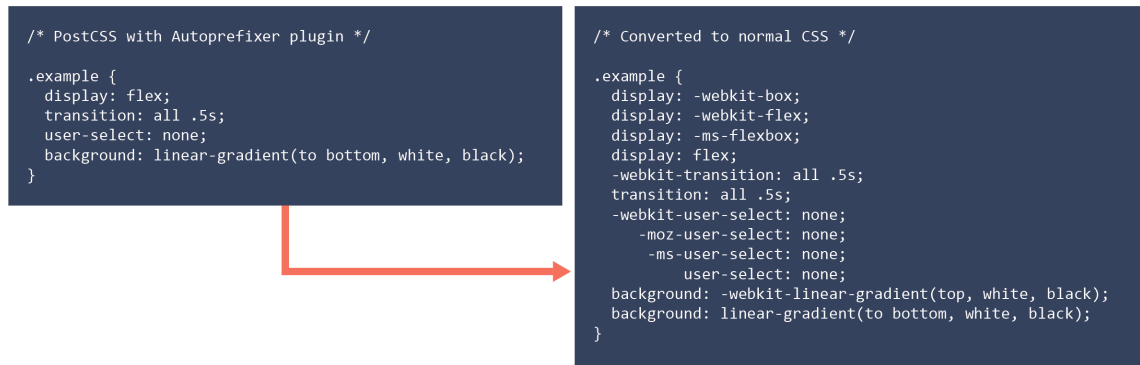 /* PostCSS with Autoprefixer plugin */
.example {
  display: flex;
  transition: all .5s;
  user-select: none;
  background: linear-gradient(to bottom, white, black);
}
/* Converted to normal CSS */
.example {
  display: -webkit-box;
  display: -webkit-flex;
  display: -ms-flexbox;
  display: flex;
  -webkit-transition: all .5s;
  transition: all .5s;
  -webkit-user-select: none;
     -moz-user-select: none;
      -ms-user-select: none;
          user-select: none;
  background: -webkit-linear-gradient(top, white, black);
  background: linear-gradient(to bottom, white, black);
}